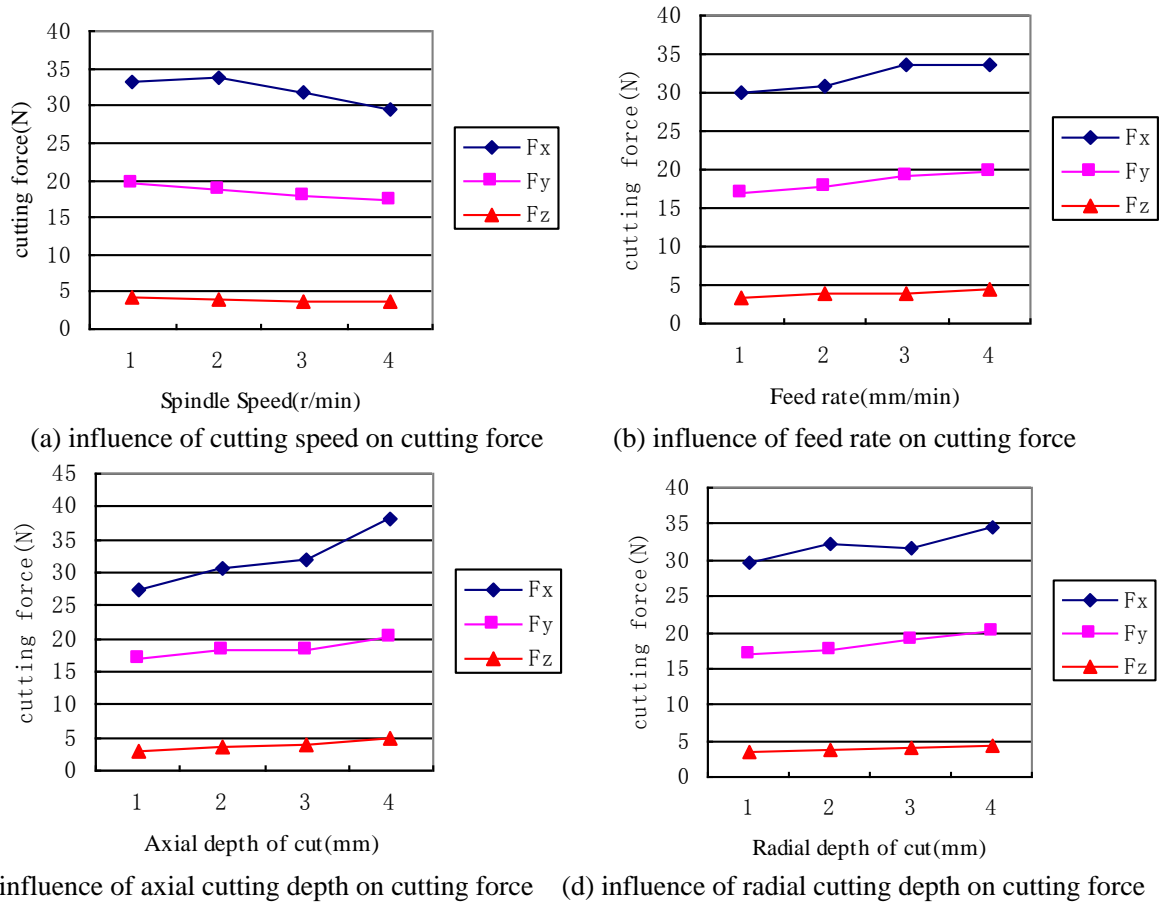 40
35
30
25
20
15
10
5
0
cutting force(N)
1 2 3 4
Spindle Speed(r/min)
Fx
Fy
Fz
(a) influence of cutting speed on cutting force
40
35
30
25
20
15
10
5
0
cutting force(N)
1 2 3 4
Feed rate(mm/min)
Fx
Fy
Fz
(b) influence of feed rate on cutting force
45
40
35
30
25
20
15
10
5
0
cutting force(N)
1 2 3 4
Axial depth of cut(mm)
Fx
Fy
Fz
influence of axial cutting depth on cutting force
40
35
30
25
20
15
10
5
0
cutting force(N)
1 2 3 4
Radial depth of cut(mm)
Fx
Fy
Fz
(d) influence of radial cutting depth on cutting force